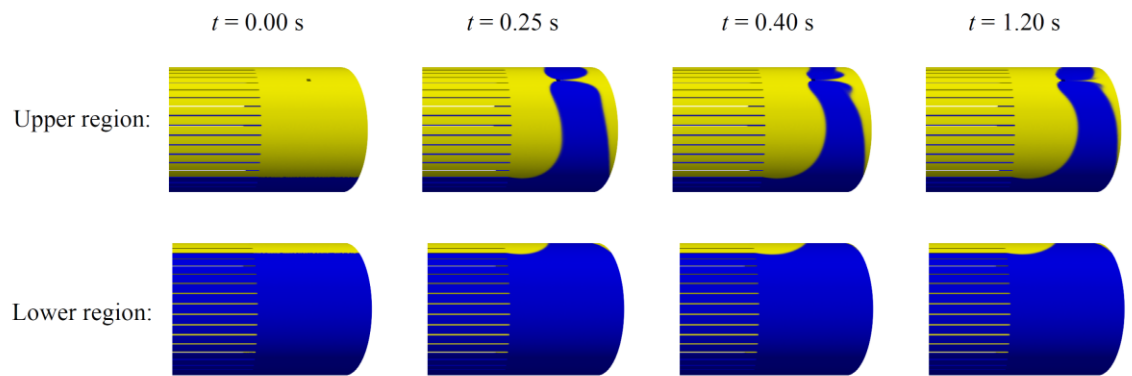 t = 0.00 s t = 0.25 s t = 0.40 s t = 1.20 s
Upper region:
Lower region: